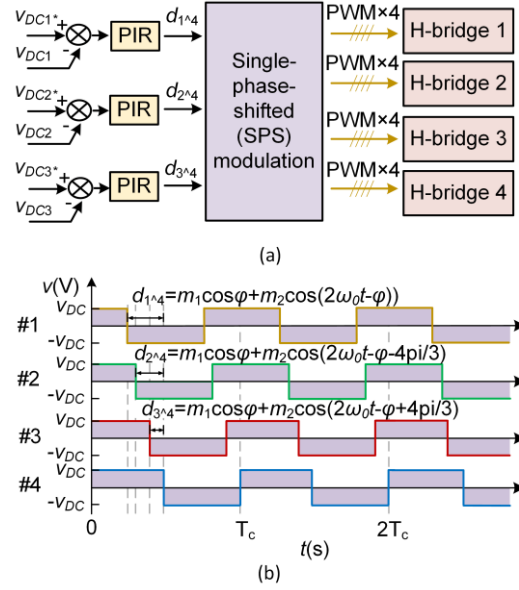 vDC1* + - vDC1 PIR d1^4
vDC2* + - vDC2 PIR d2^4
vDC3* + - vDC3 PIR d3^4
Single-
phase-
shifted
(SPS)
modulation
PWM×4 H-bridge 1
PWM×4 H-bridge 2
PWM×4 H-bridge 3
PWM×4 H-bridge 4
(a)
v(V)
d1^4=m1cosφ+m2cos(2ω0t-φ))
#1 vDC -vDC
d2^4=m1cosφ+m2cos(2ω0t-φ-4pi/3)
#2 vDC -vDC
d3^4=m1cosφ+m2cos(2ω0t-φ+4pi/3)
#3 vDC -vDC
#4 vDC -vDC
0 Tc 2Tc
t(s)
(b)